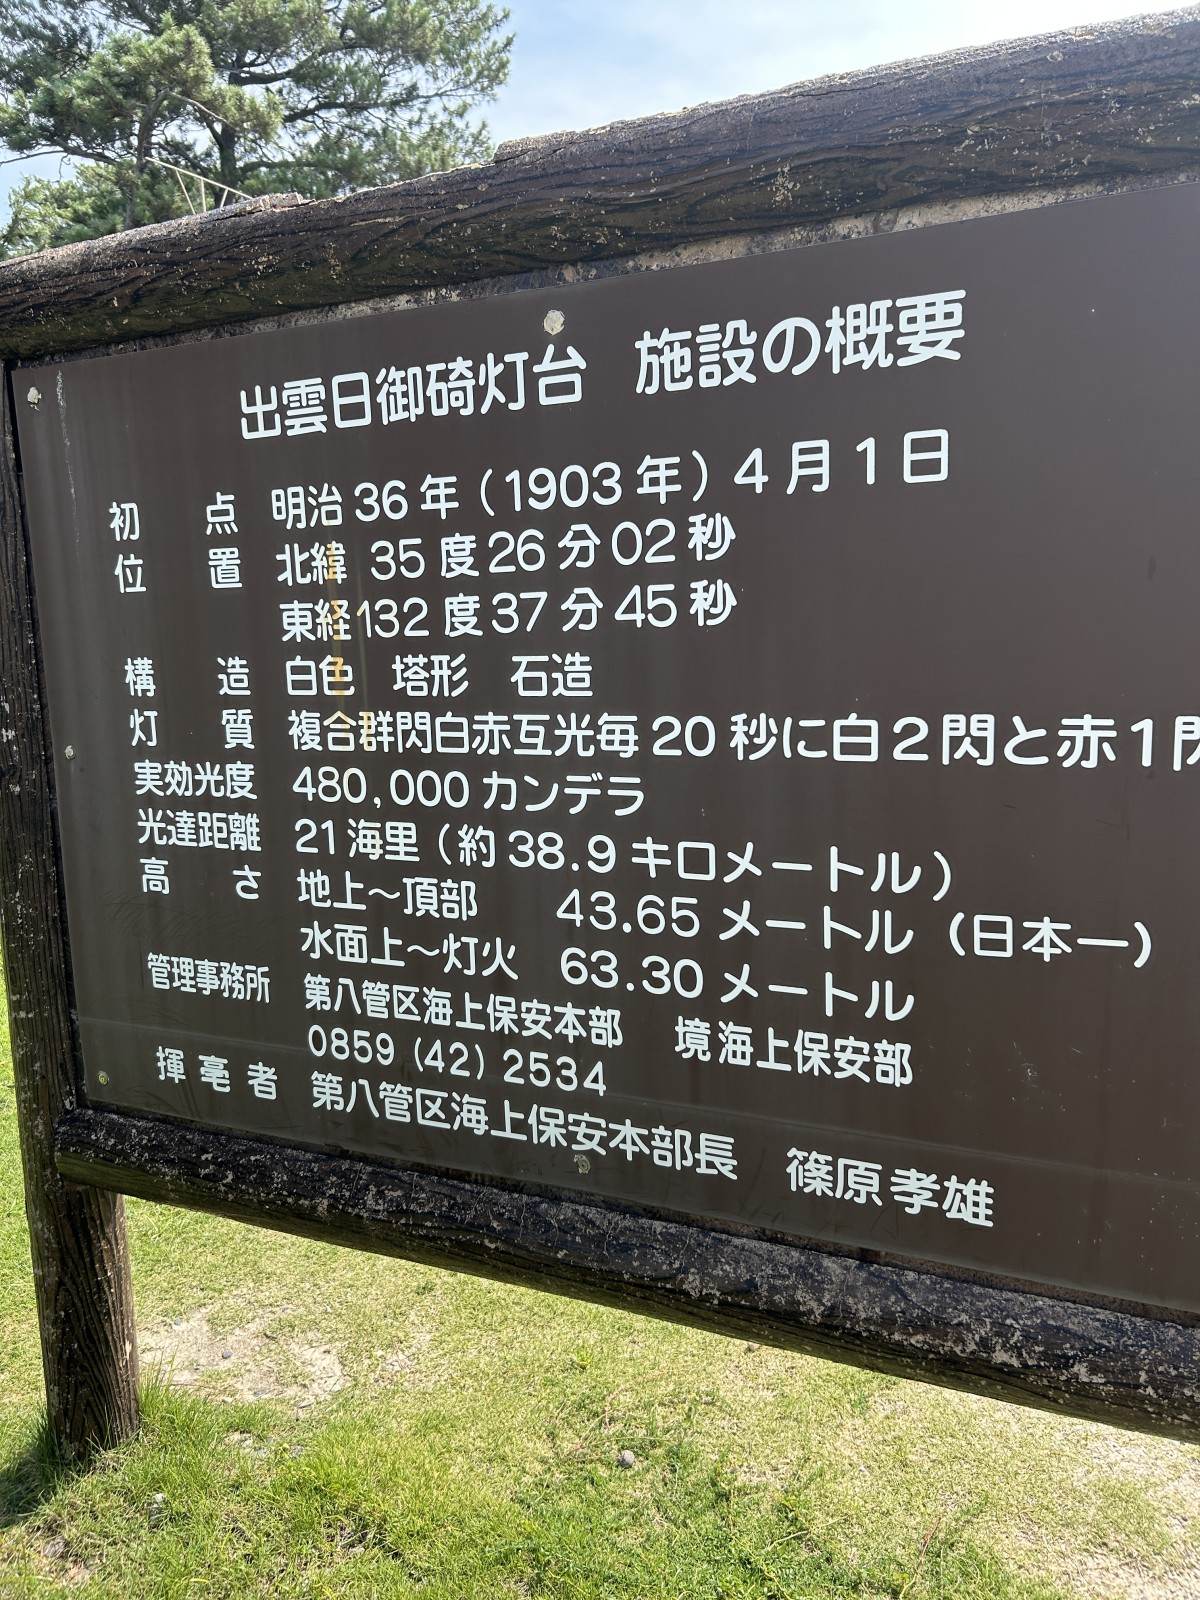 出雲日御碕灯台　施設の概要
初　点　明治36年（1903年）4月1日
位　置　北緯 35度26分02秒
東経132度37分45秒
構　造　白色　塔形　石造
灯　質　複合群閃白赤互光毎20秒に白2閃と赤1閃
実効光度　480,000カンデラ
光達距離　21海里（約38.9キロメートル）
高　さ　地上～頂部　43.65メートル（日本一）
水面上～灯火　63.30メートル
管理事務所　第八管区海上保安本部　境海上保安部
0859 (42) 2534
揮毫者　第八管区海上保安本部長　篠原孝雄